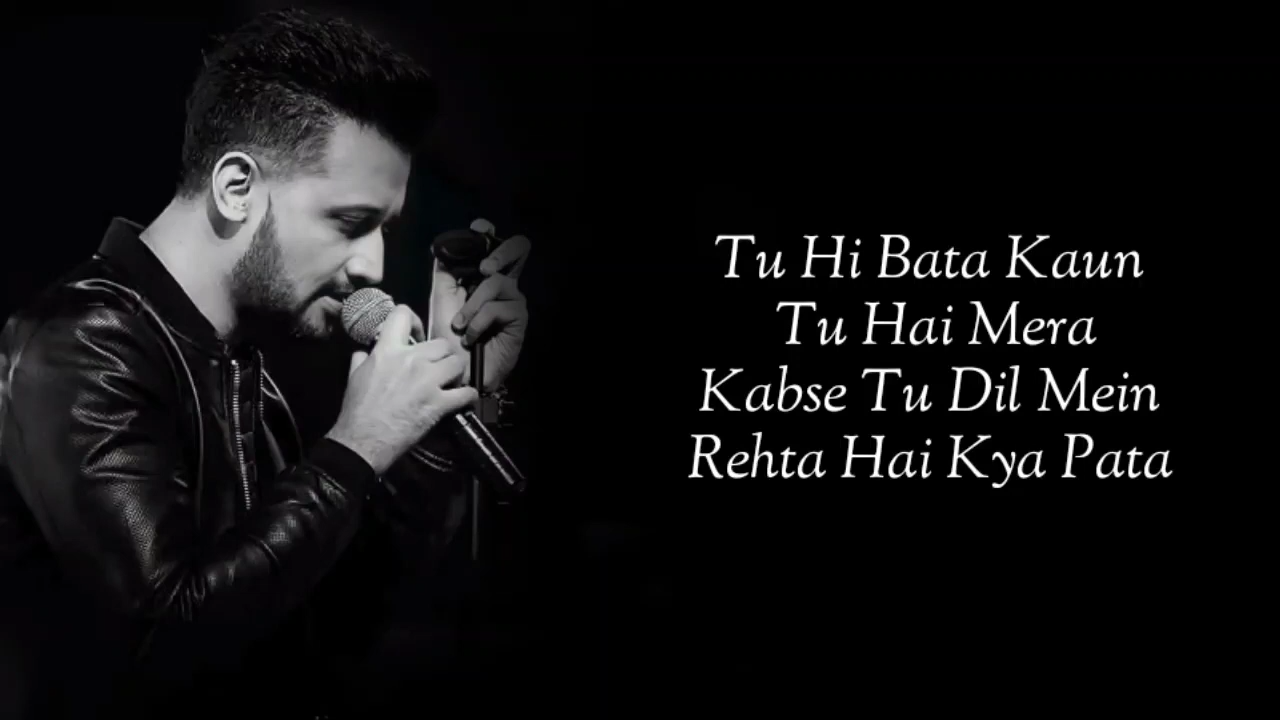 Tu Hi Bata Kaun
Tu Hai Mera
Kabse Tu Dil Mein
Rehta Hai Kya Pata